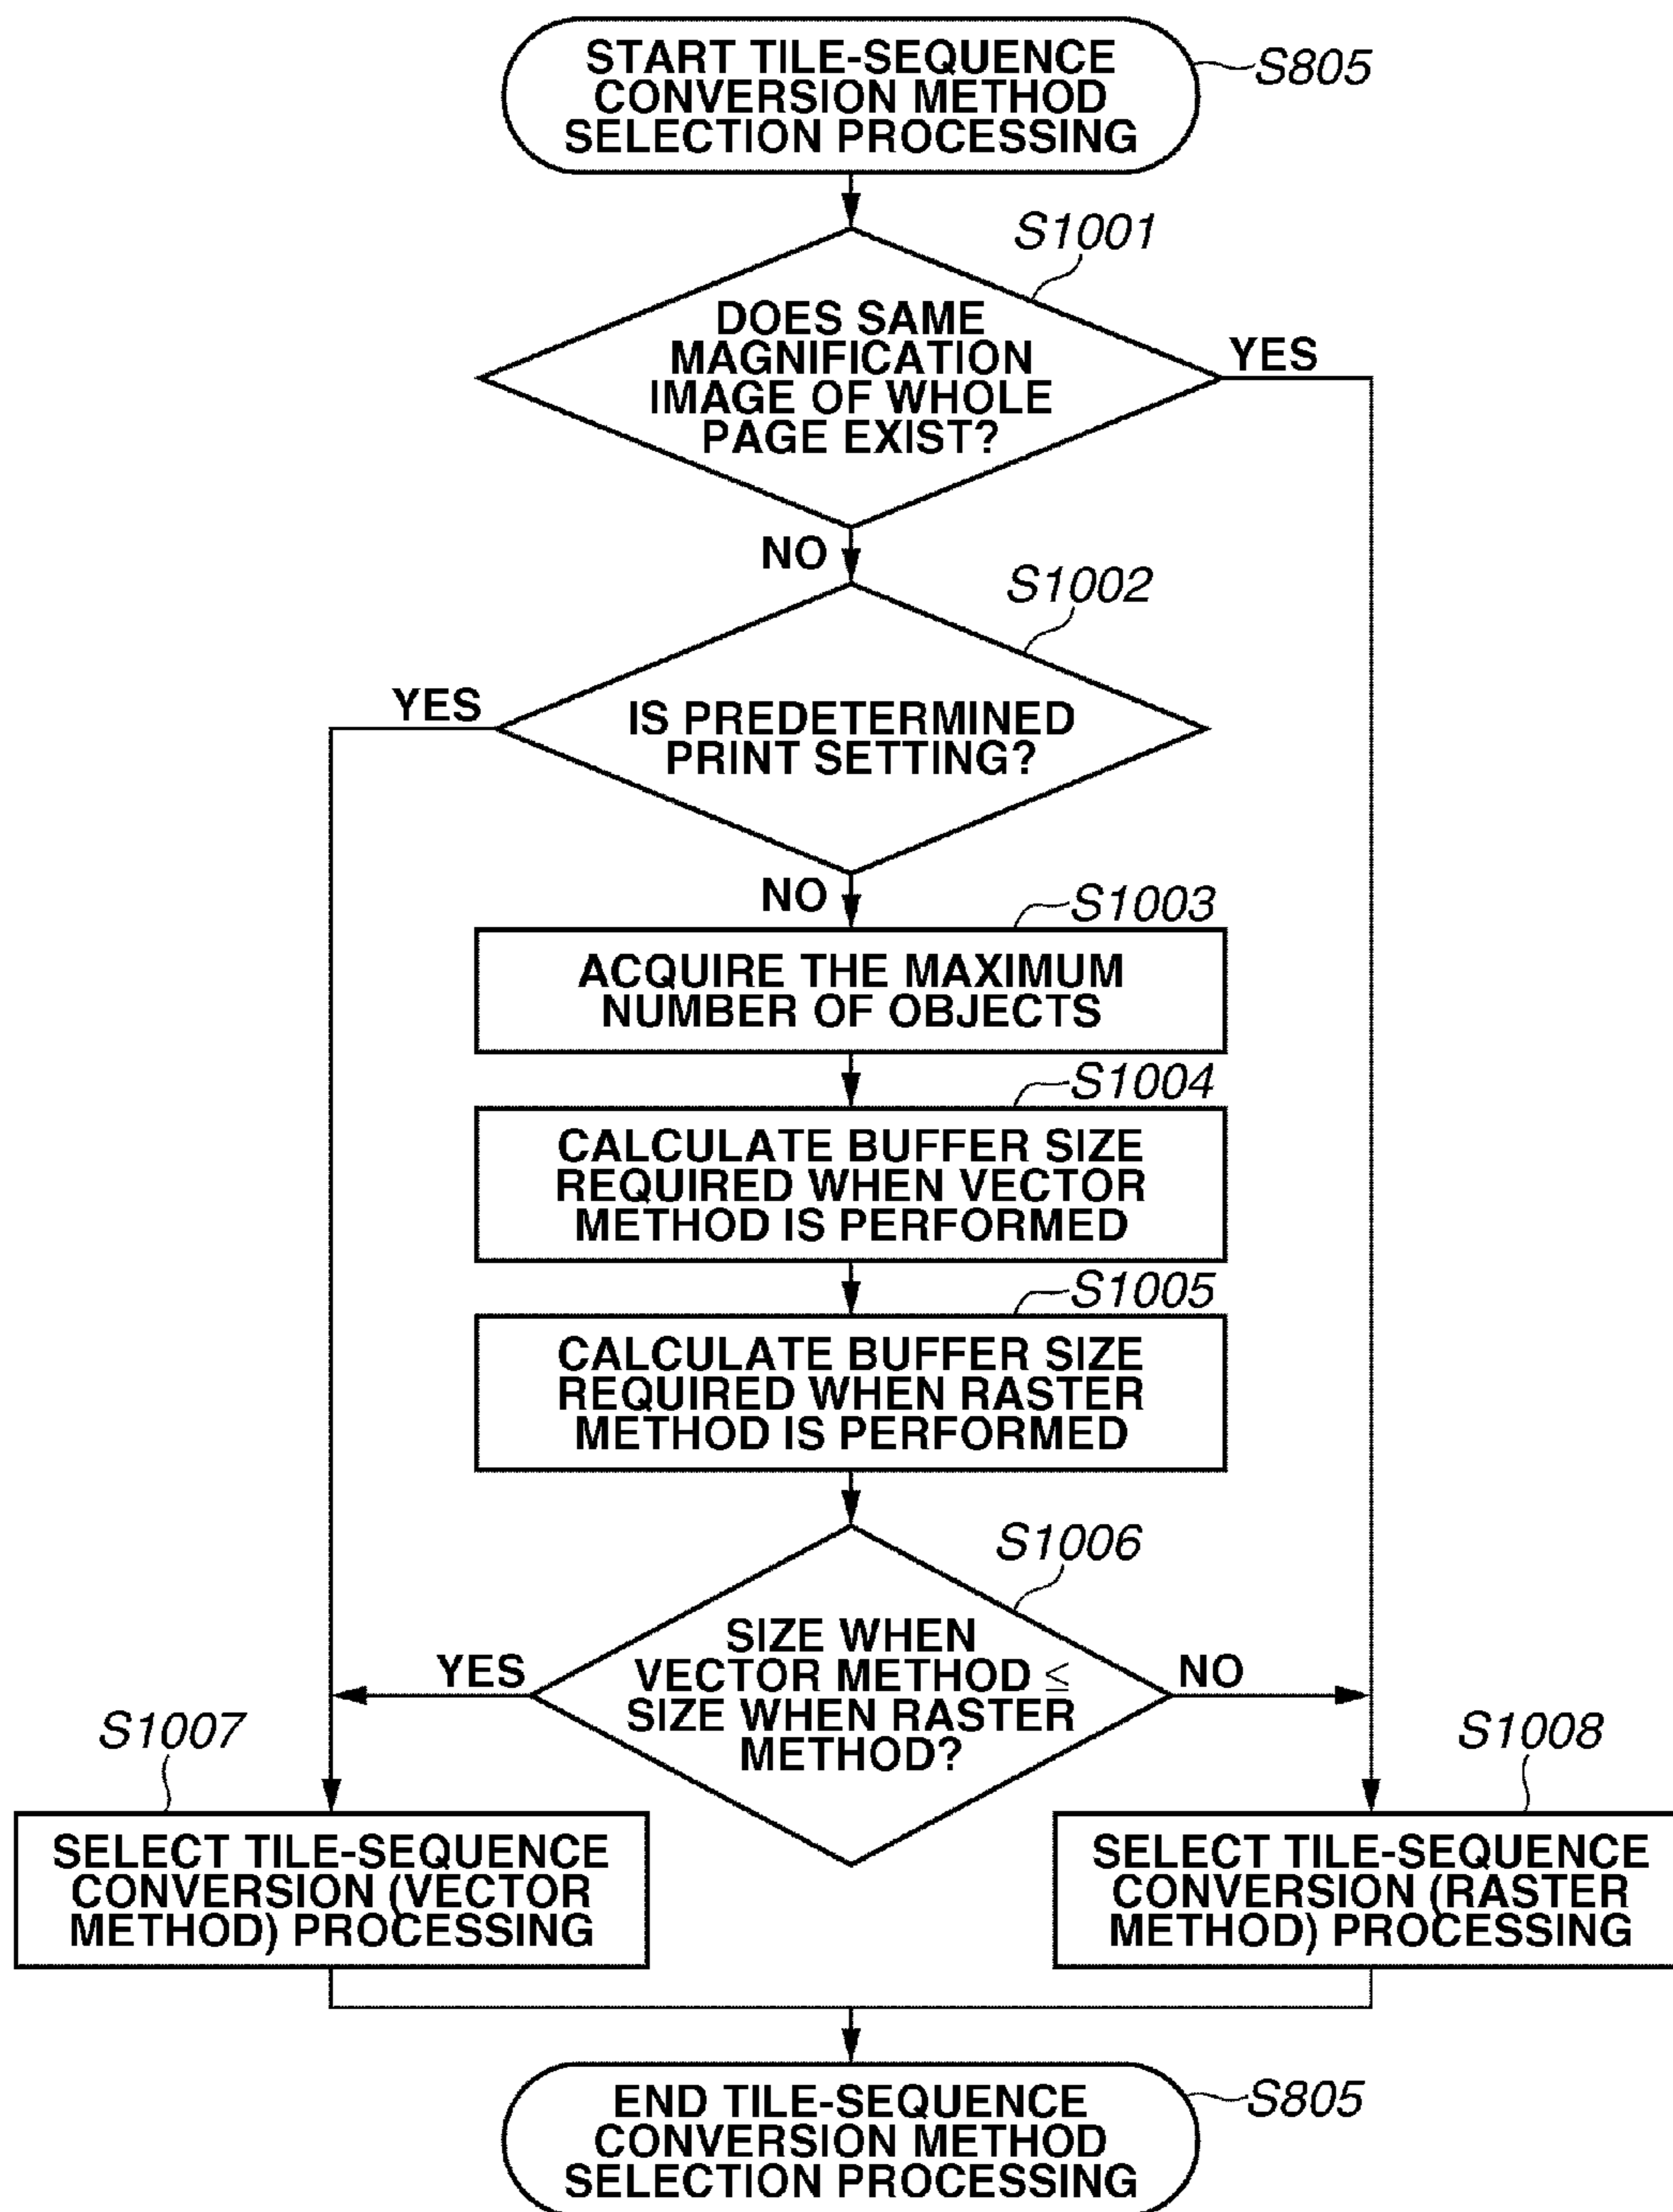 START TILE-SEQUENCE
CONVERSION METHOD
SELECTION PROCESSING
S805
S1001
DOES SAME
MAGNIFICATION
IMAGE OF WHOLE
PAGE EXIST?
YES
NO
S1002
YES
IS PREDETERMINED
PRINT SETTING?
NO
S1003
ACQUIRE THE MAXIMUM
NUMBER OF OBJECTS
S1004
CALCULATE BUFFER SIZE
REQUIRED WHEN VECTOR
METHOD IS PERFORMED
S1005
CALCULATE BUFFER SIZE
REQUIRED WHEN RASTER
METHOD IS PERFORMED
S1006
SIZE WHEN
VECTOR METHOD ≤
SIZE WHEN RASTER
METHOD?
YES
NO
S1007
SELECT TILE-SEQUENCE
CONVERSION (VECTOR
METHOD) PROCESSING
S1008
SELECT TILE-SEQUENCE
CONVERSION (RASTER
METHOD) PROCESSING
END TILE-SEQUENCE
CONVERSION METHOD
SELECTION PROCESSING
S805